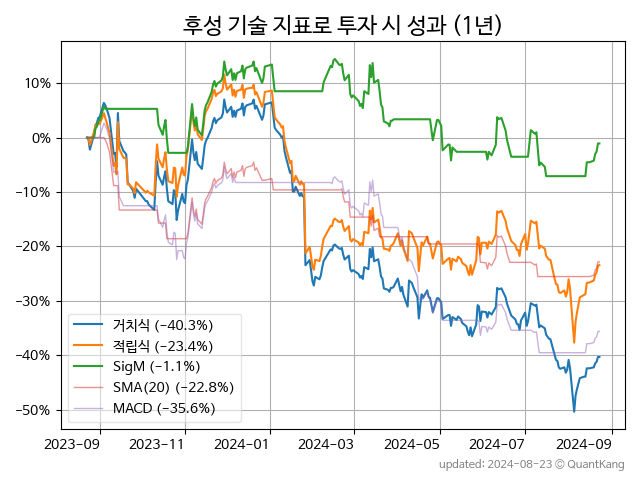 후성 기술 지표로 투자 시 성과 (1년)
10%
0%
−10%
−20%
−30%
−40%
−50%
거치식 (−40.3%)
적립식 (−23.4%)
SigM (−1.1%)
SMA(20) (−22.8%)
MACD (−35.6%)
2023-09 2023-11 2024-01 2024-03 2024-05 2024-07 2024-09
updated: 2024-08-23 © QuantKang